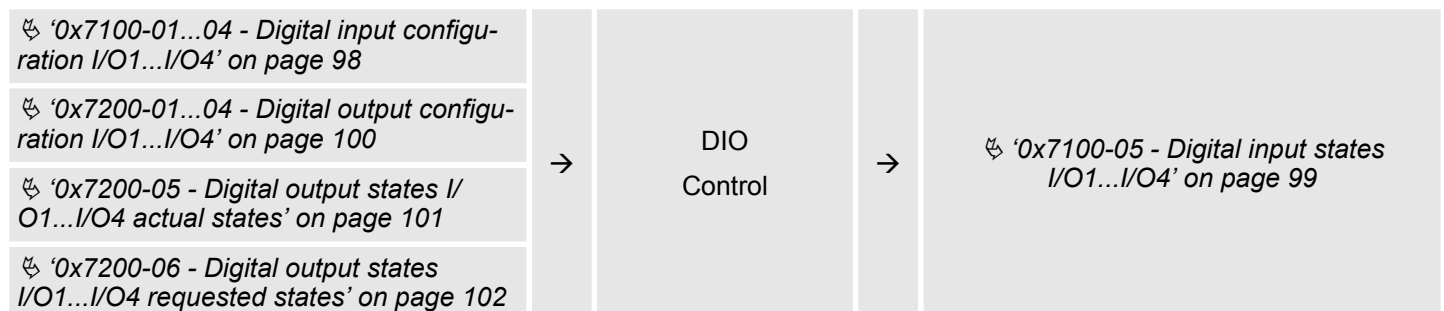 ↳ '0x7100-01...04 - Digital input configu-
ration I/O1...I/O4' on page 98
↳ '0x7200-01...04 - Digital output configu-
ration I/O1...I/O4' on page 100
↳ '0x7200-05 - Digital output states I/
O1...I/O4 actual states' on page 101
↳ '0x7200-06 - Digital output states
I/O1...I/O4 requested states' on page 102
→
DIO
Control
→
↳ '0x7100-05 - Digital input states
I/O1...I/O4' on page 99